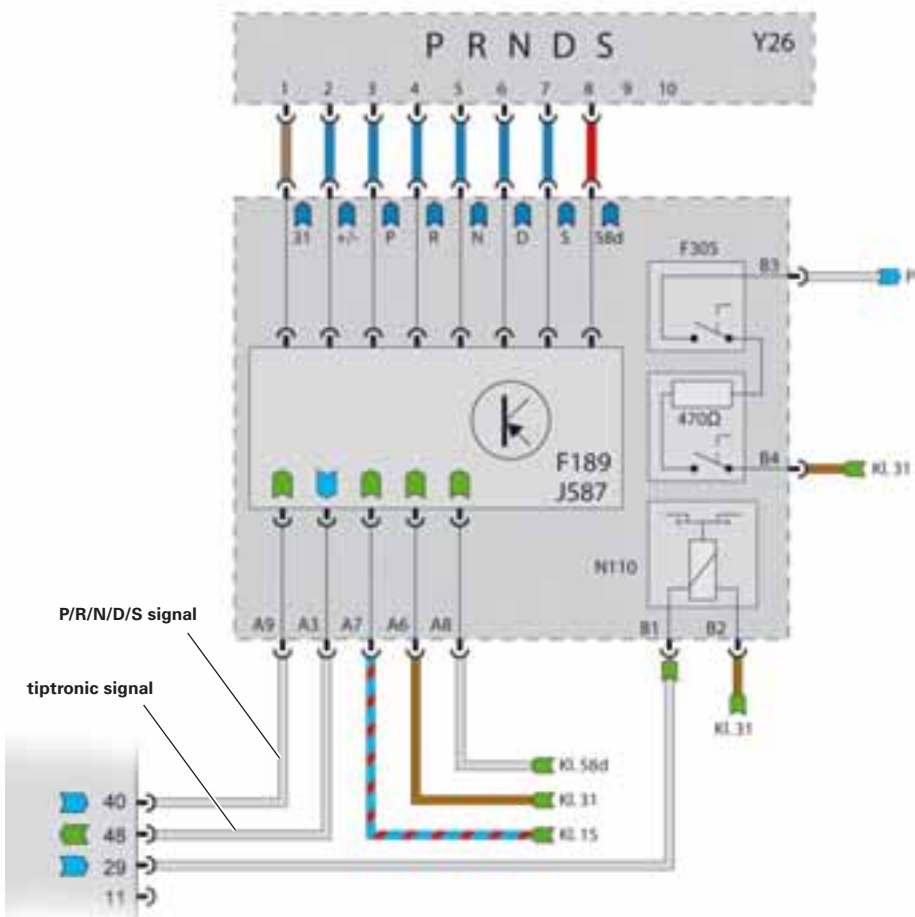 P R N D S Y26
1 2 3 4 5 6 7 8 9 10
31 +/- P R N D S 58d
F305
B3
P
470Ω
B4
Kl. 31
F189
J587
N110
A9 A3 A7 A6 A8
B1 B2
P/R/N/D/S signal
tiptronic signal
Kl. 31
Kl. 58d
Kl. 31
Kl. 15
40
48
29
11